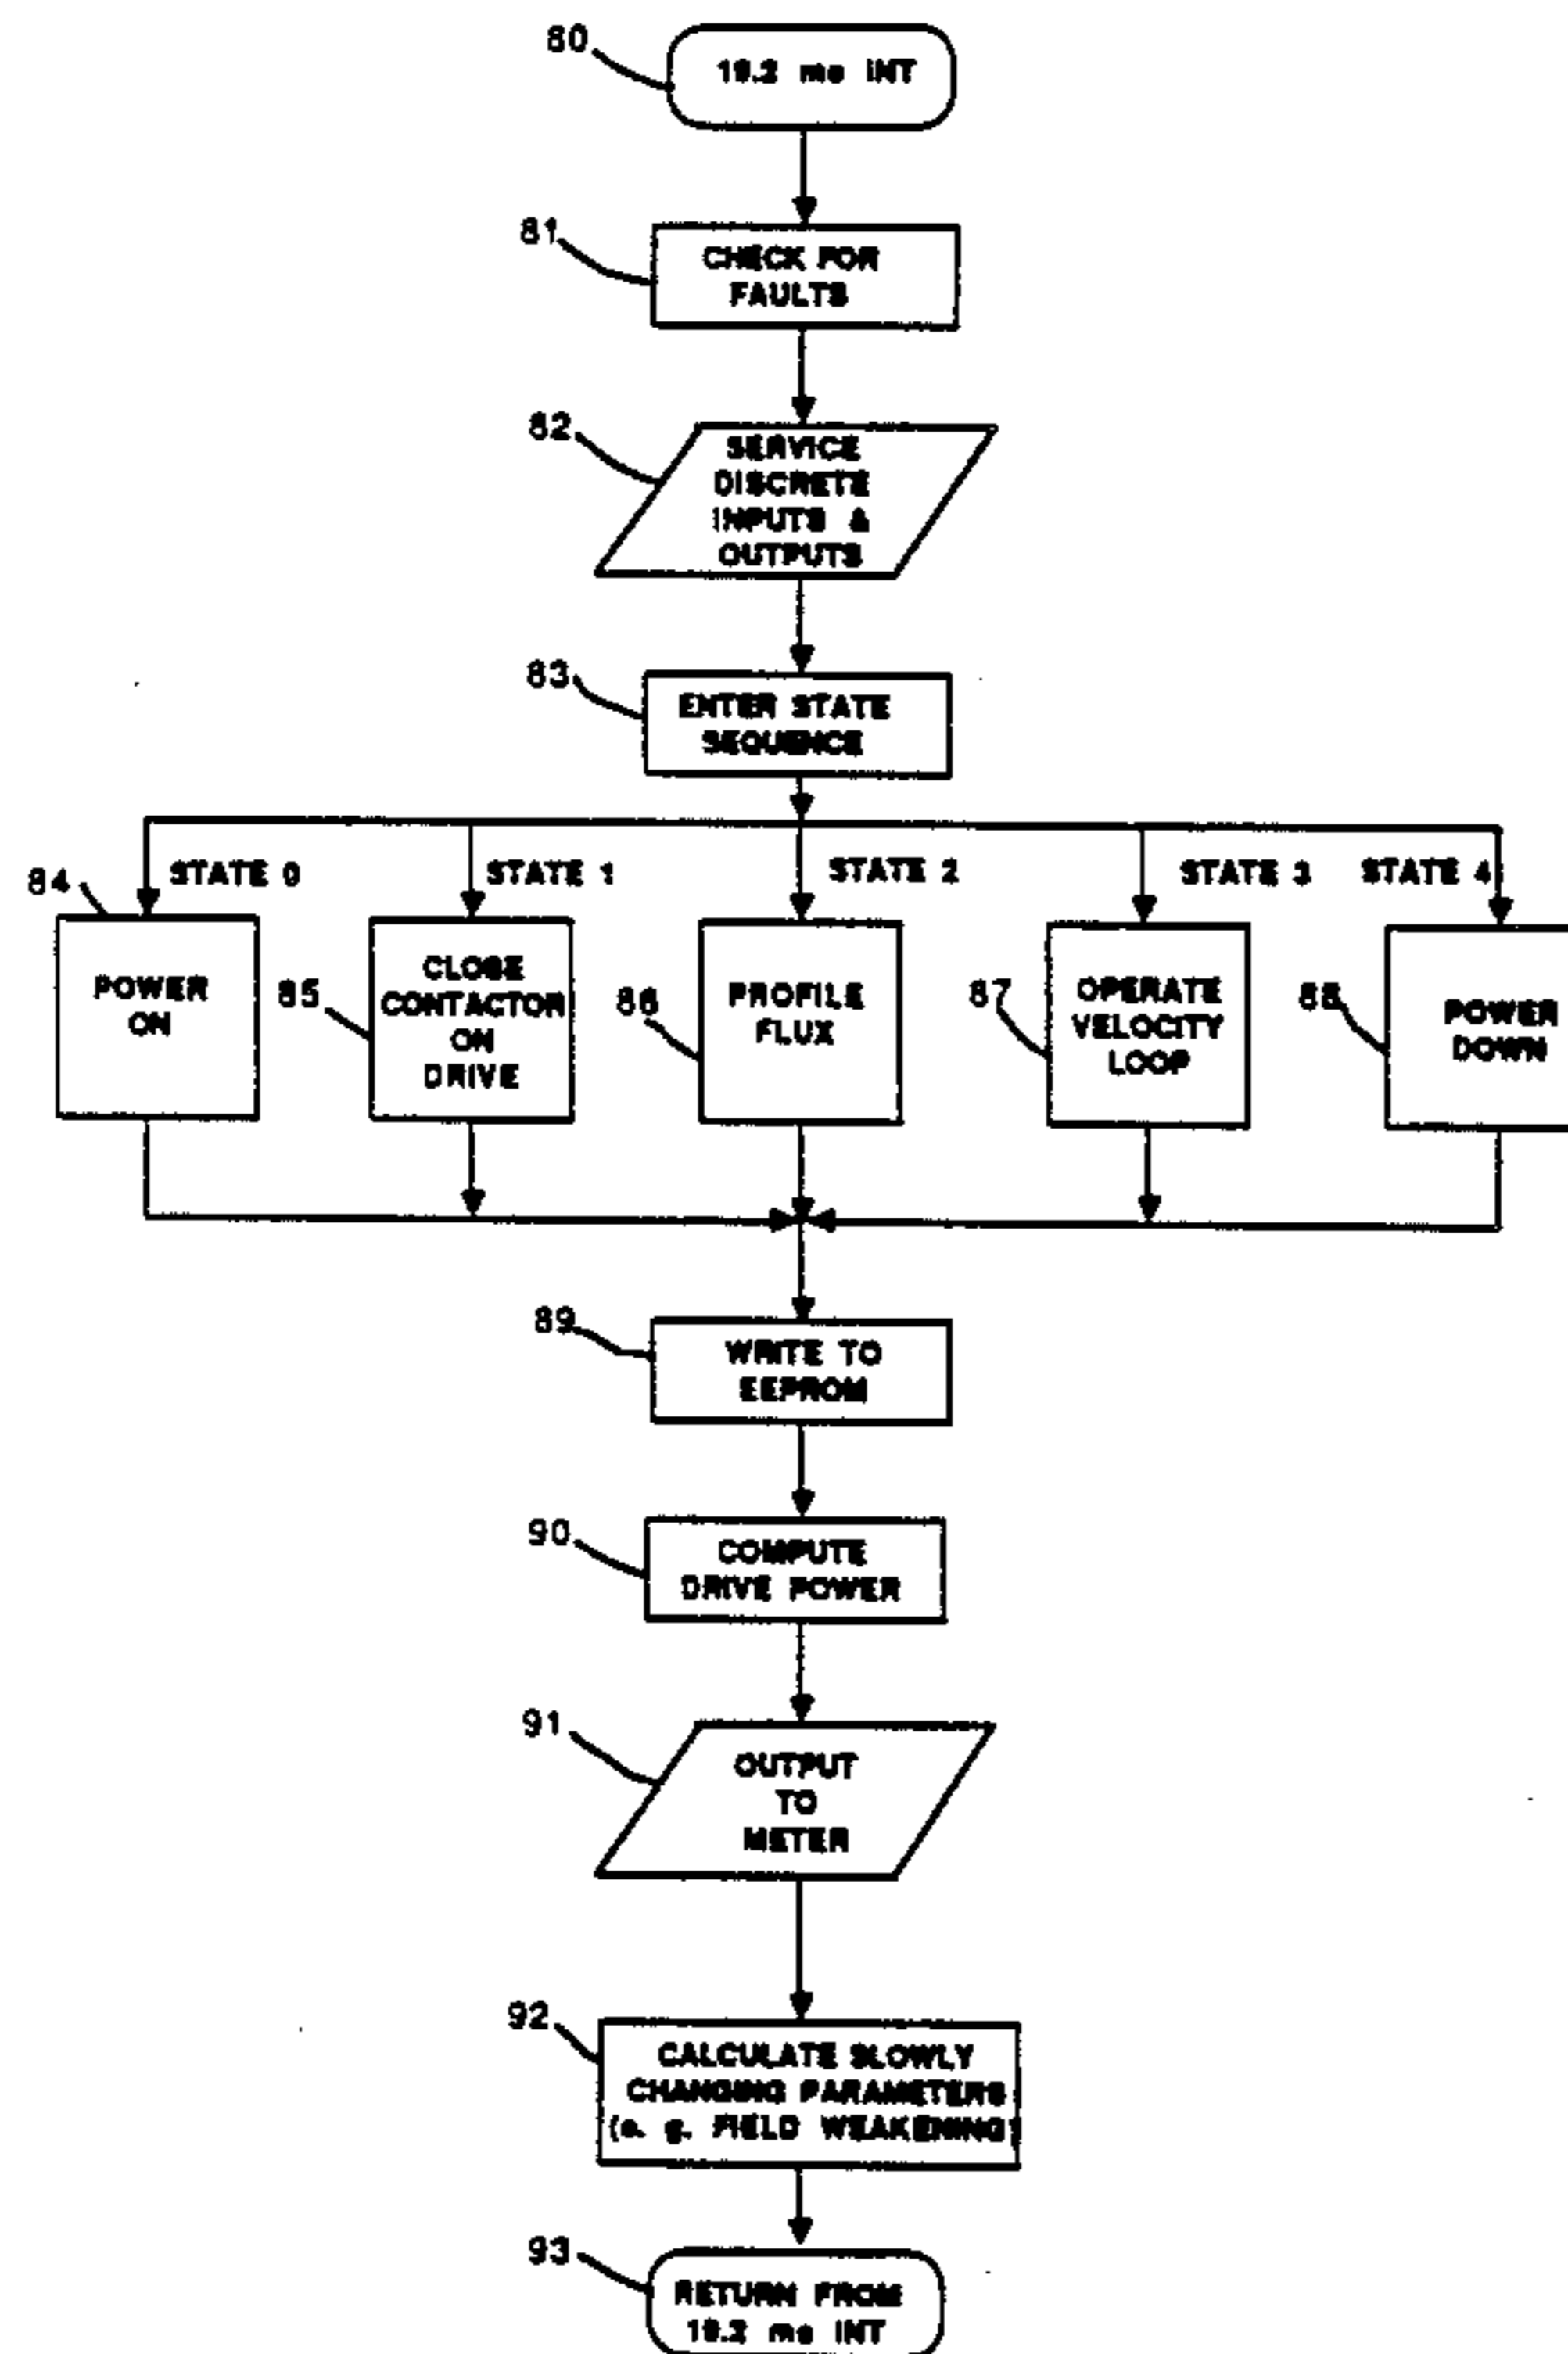 80
19.2 ms INT
81
CHECK FOR
FAULTS
82
SERVICE
DISCRETE
INPUTS &
OUTPUTS
83
ENTER STATE
SEQUENCE
STATE 0
STATE 1
STATE 2
STATE 3
STATE 4
84
POWER
ON
85
CLOSE
CONTACTOR
ON
DRIVE
86
PROFILE
FLUX
87
OPERATE
VELOCITY
LOOP
88
POWER
DOWN
89
WRITE TO
EEPROM
90
COMPUTE
DRIVE POWER
91
OUTPUT
TO
METER
92
CALCULATE SLOWLY
CHANGING PARAMETERS
(e. g. FIELD WEAKENING)
93
RETURN FROM
19.2 ms INT